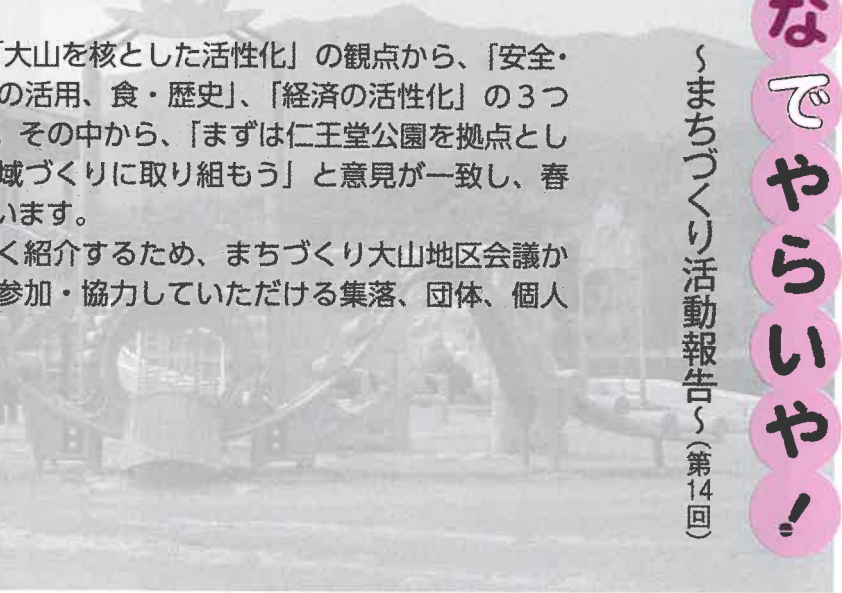 なでやらいや！
～まちづくり活動報告～（第14回）
「大山を核とした活性化」の観点から、「安全・
の活用、食・歴史」、「経済の活性化」の３つ
。その中から、「まずは仁王堂公園を拠点とし
域づくりに取り組もう」と意見が一致し、春
います。
く紹介するため、まちづくり大山地区会議か
参加・協力していただける集落、団体、個人